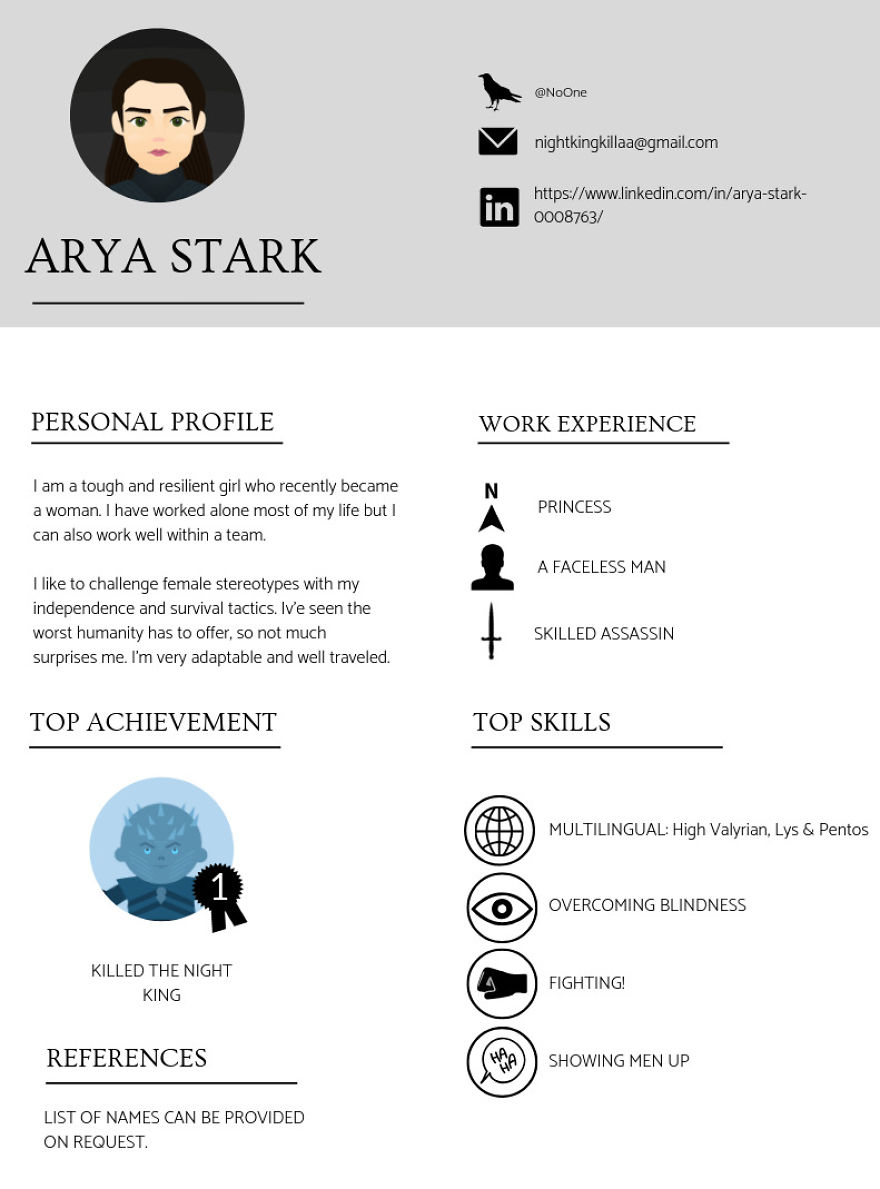 @NoOne
nightkingkillaa@gmail.com
https://www.linkedin.com/in/arya-stark-
0008763/
in
ARYA STARK
PERSONAL PROFILE
I am a tough and resilient girl who recently became
a woman. I have worked alone most of my life but I
can also work well within a team.
I like to challenge female stereotypes with my
independence and survival tactics. Iv'e seen the
worst humanity has to offer, so not much
surprises me. I'm very adaptable and well traveled.
WORK EXPERIENCE
N
PRINCESS
A FACELESS MAN
SKILLED ASSASSIN
TOP ACHIEVEMENT
1
KILLED THE NIGHT
KING
TOP SKILLS
MULTILINGUAL: High Valyrian, Lys & Pentos
OVERCOMING BLINDNESS
FIGHTING!
HA
HA
SHOWING MEN UP
REFERENCES
LIST OF NAMES CAN BE PROVIDED
ON REQUEST.